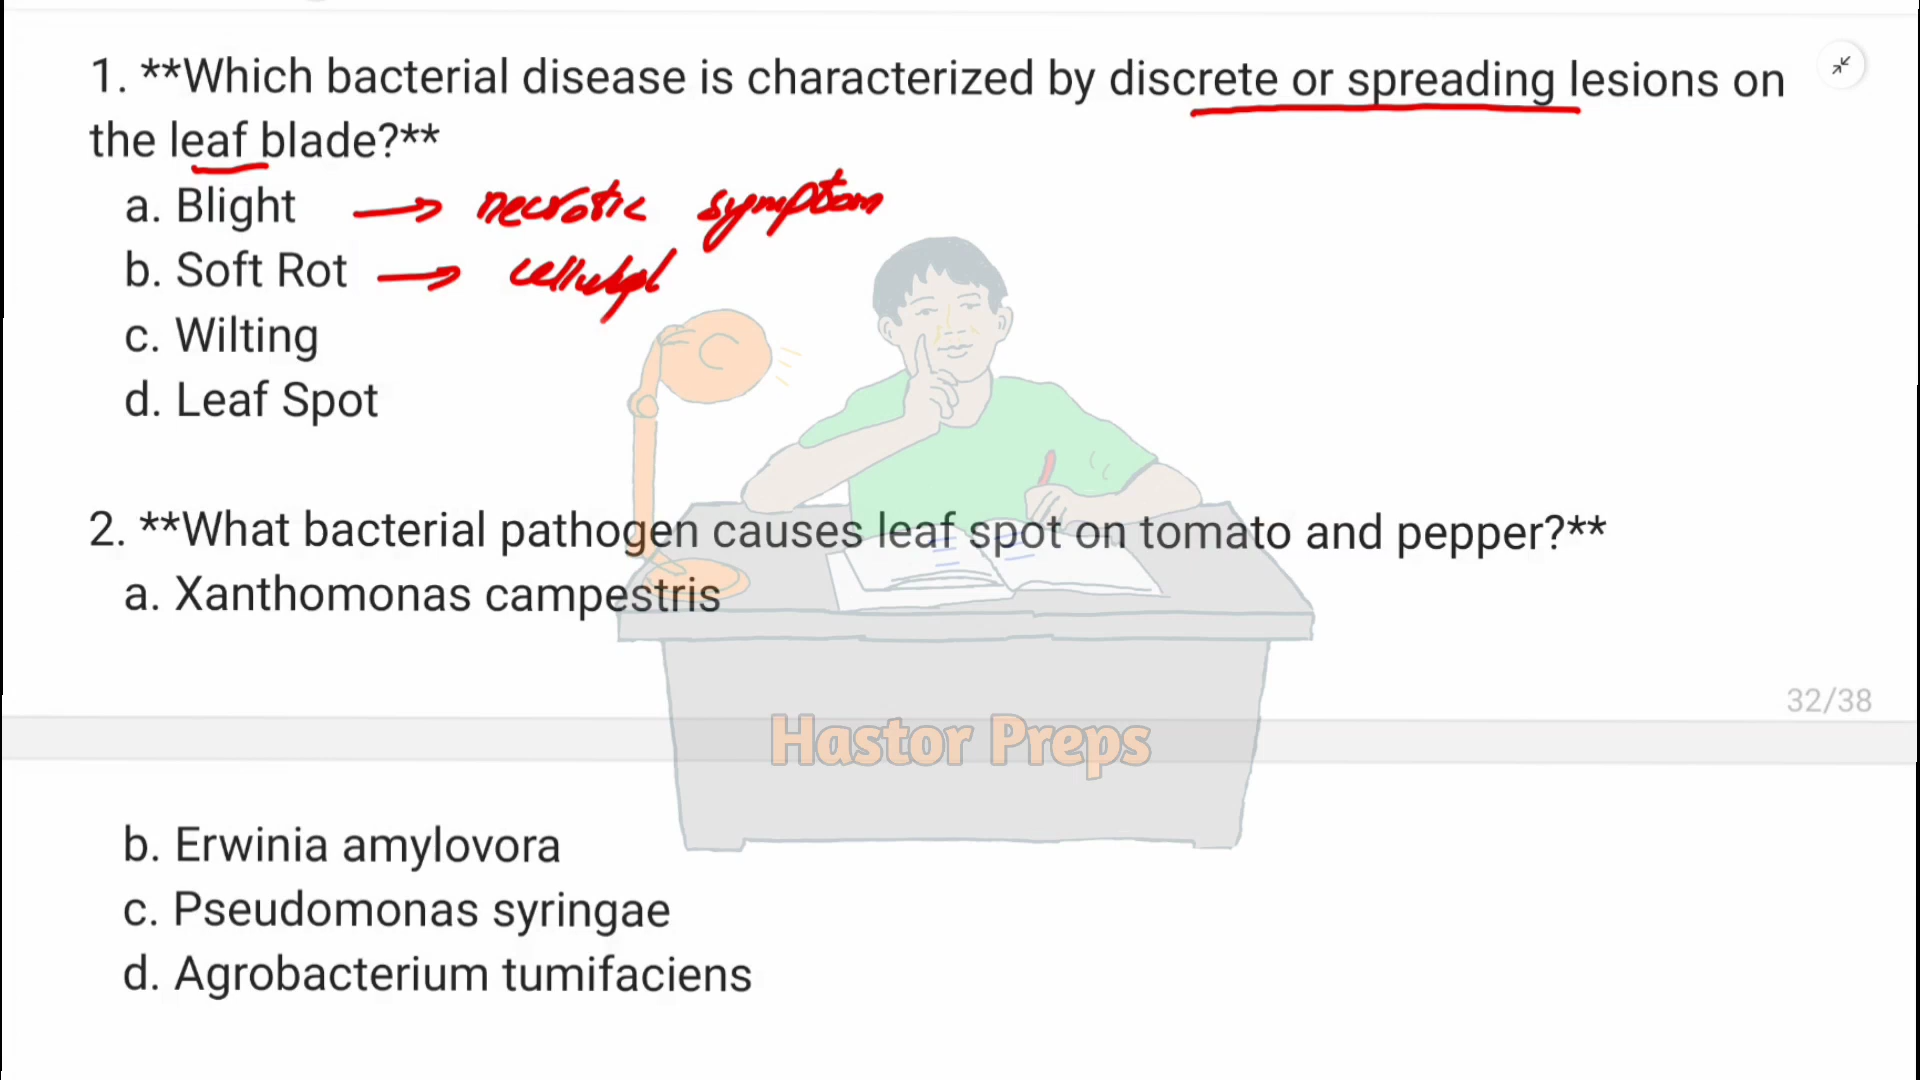 1. **Which bacterial disease is characterized by discrete or spreading lesions on
the leaf blade?**
a. Blight → necrotic symptom
b. Soft Rot →
c. Wilting
d. Leaf Spot
2. **What bacterial pathogen causes leaf spot on tomato and pepper?**
a. Xanthomonas campestris
32/38
Hastor Preps
b. Erwinia amylovora
c. Pseudomonas syringae
d. Agrobacterium tumifaciens